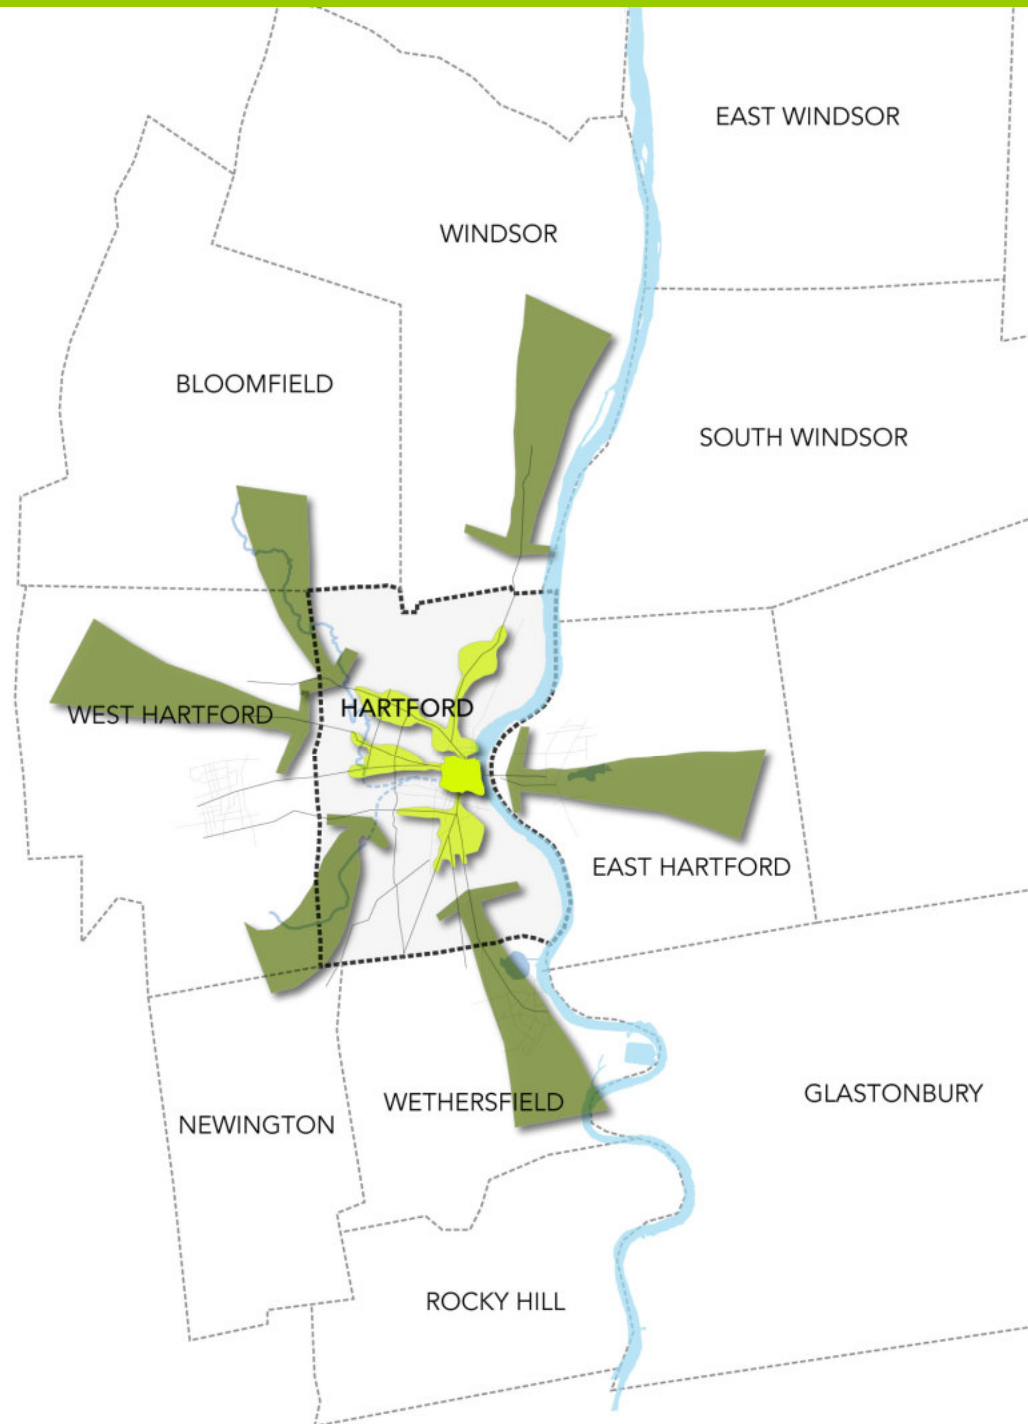 EAST WINDSOR
WINDSOR
BLOOMFIELD
SOUTH WINDSOR
WEST HARTFORD
HARTFORD
EAST HARTFORD
GLASTONBURY
WETHERSFIELD
NEWINGTON
ROCKY HILL